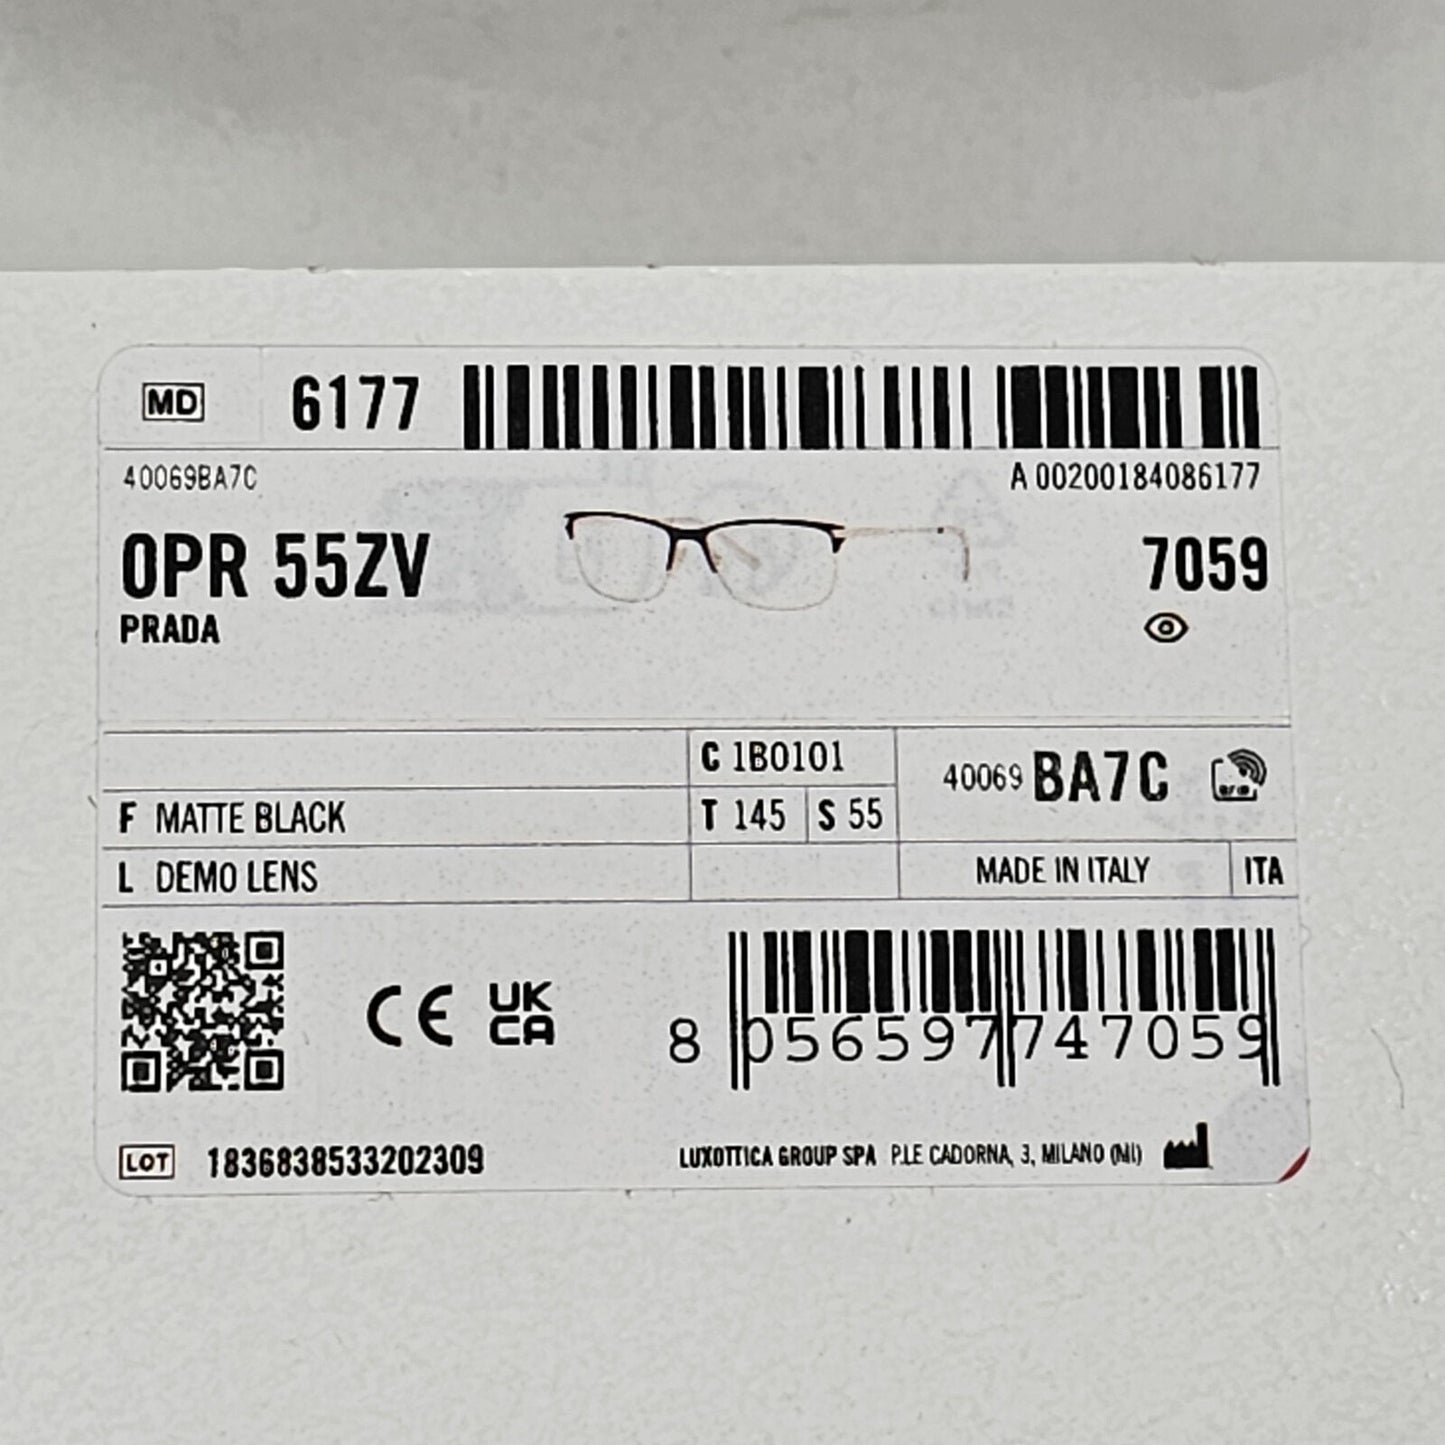 MD 6177
40069BA7C A 00200184086177
0PR 55ZV 7059
PRADA
C 1B0101
40069 BA7C
F MATTE BLACK T 145 S 55
L DEMO LENS MADE IN ITALY ITA
CE UK
CA
8 056597 747059
LOT 1836838533202309 LUXOTTICA GROUP SPA P.LE CADORNA, 3, MILANO (MI)